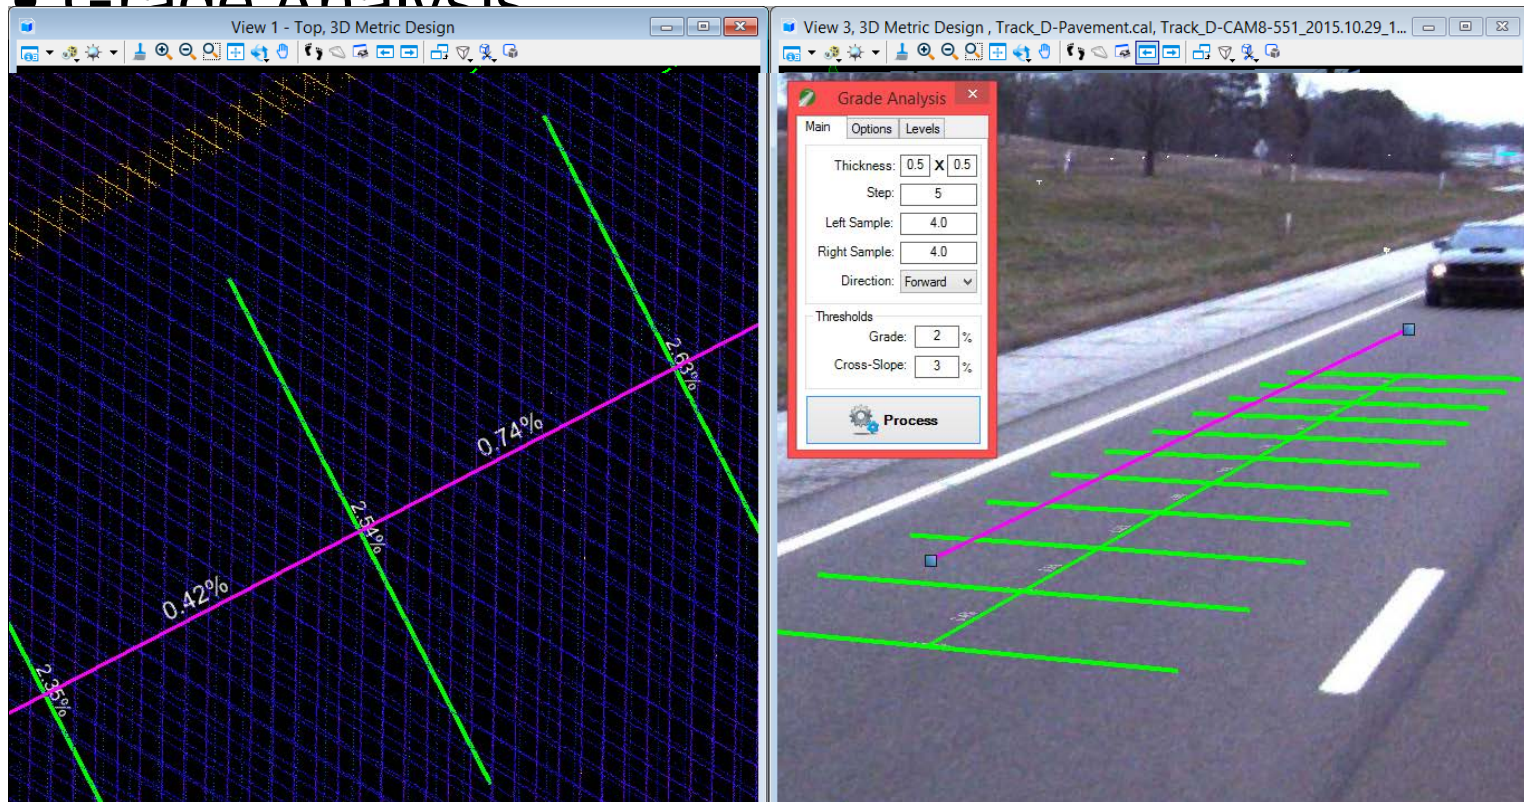 Grade Analysis
View 1 - Top, 3D Metric Design
View 3, 3D Metric Design , Track_D-Pavement.cal, Track_D-CAM8-551_2015.10.29_1...
2.63%
0.74%
2.54%
0.42%
2.35%
Grade Analysis
Main Options Levels
Thickness: 0.5 X 0.5
Step: 5
Left Sample: 4.0
Right Sample: 4.0
Direction: Forward
Thresholds
Grade: 2 %
Cross-Slope: 3 %
Process